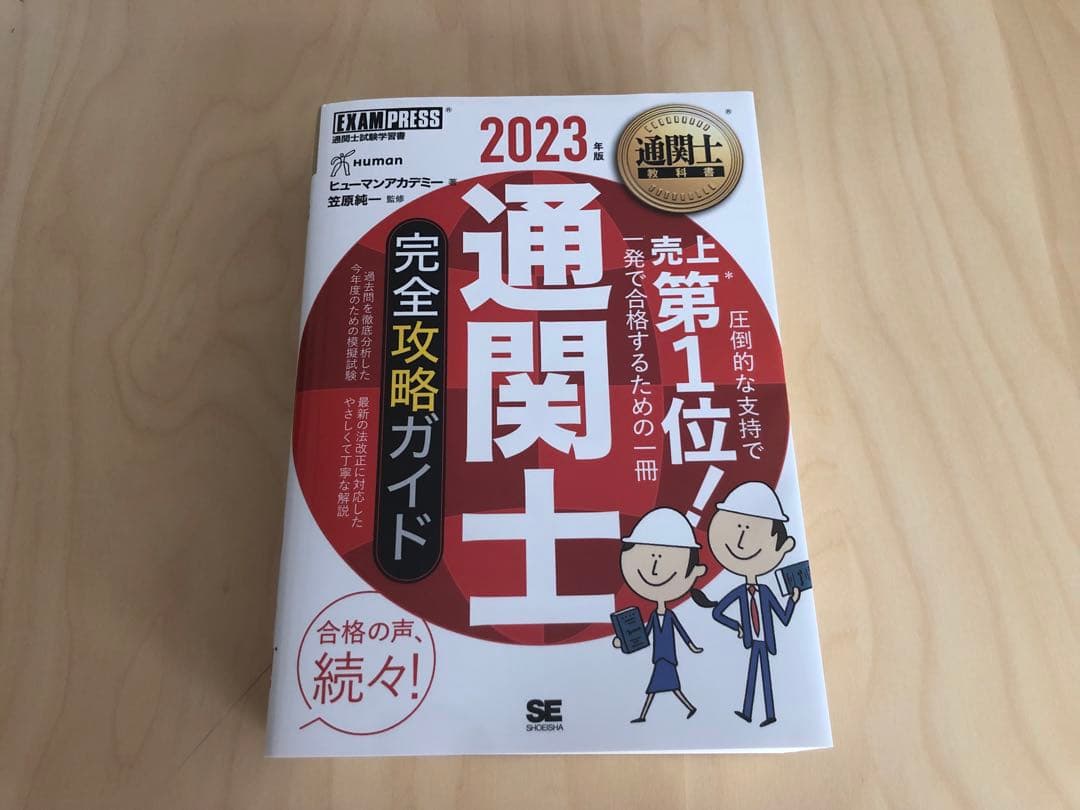 EXAMPRESS®
通関士試験学習書
Human
ヒューマンアカデミー 著
笠原純一 監修
2023年版
通関士®
教科書
圧倒的な支持で
売上*第1位!
一発で合格するための一冊
通関士
完全攻略ガイド
過去問を徹底分析した
今年度のための模擬試験
最新の法改正に対応した
やさしくて丁寧な解説
合格の声、
続々!
SE
SHOEISHA